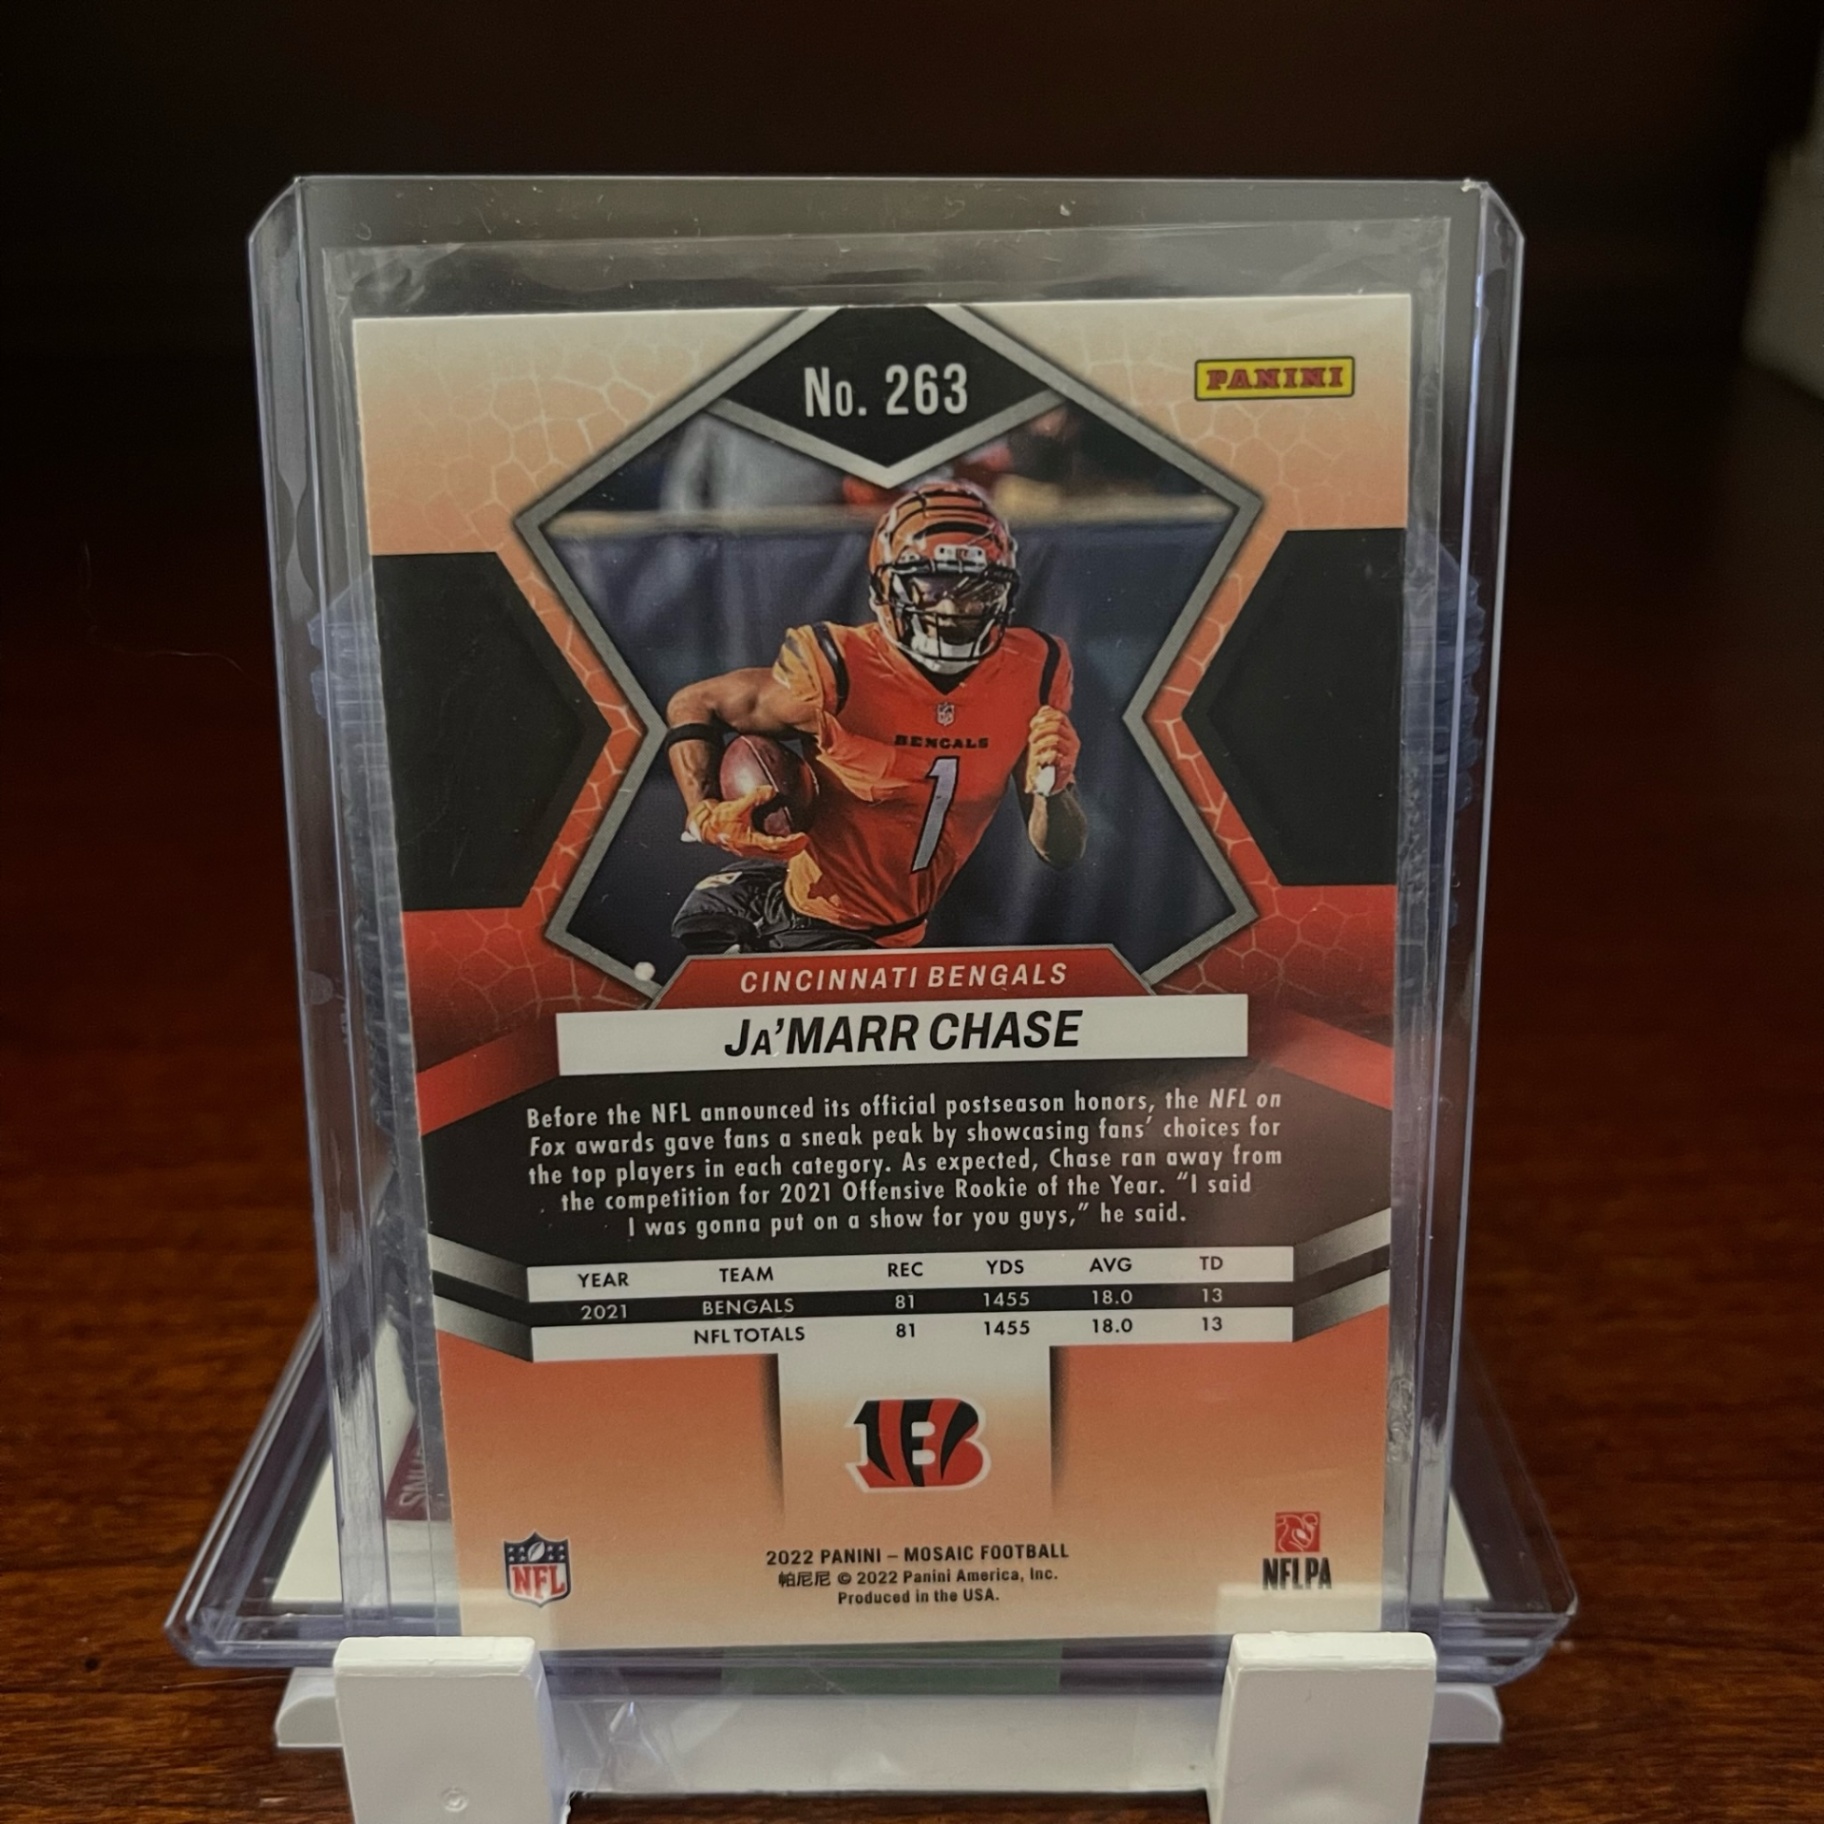 No. 263
PANINI
BENGALS
1
CINCINNATI BENGALS
JA'MARR CHASE
Before the NFL announced its official postseason honors, the NFL on
Fox awards gave fans a sneak peek by showcasing fans' choices for
the top players in each category. As expected, Chase ran away from
the competition for 2021 Offensive Rookie of the Year. "I said
I was gonna put on a show for you guys," he said.
YEAR TEAM REC YDS AVG TD
2021 BENGALS 81 1455 18.0 13
NFL TOTALS 81 1455 18.0 13
B
NFL
2022 PANINI – MOSAIC FOOTBALL
帕尼尼 © 2022 Panini America, Inc.
Produced in the USA.
NFLPA